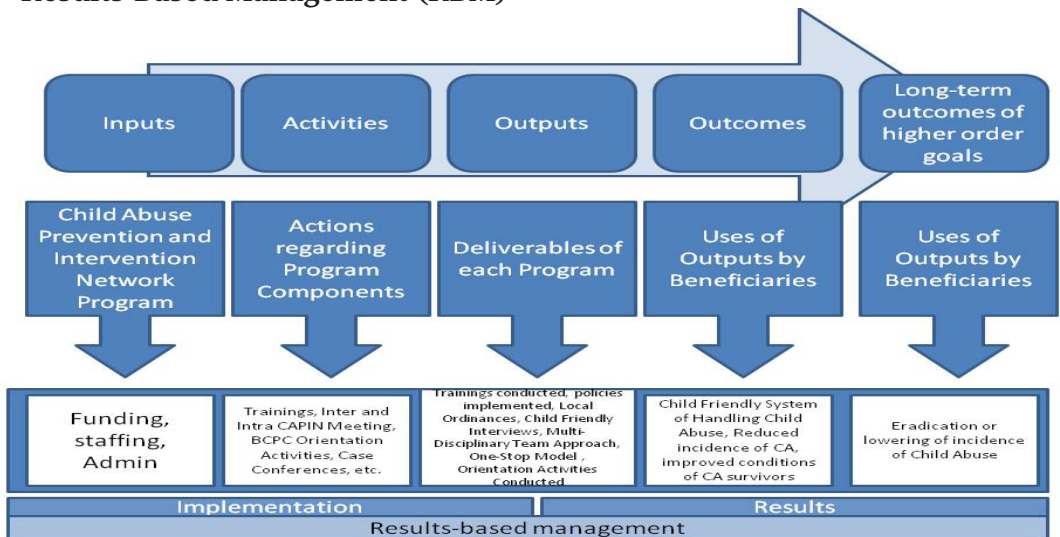 Results-Based Management (RBM)
Inputs
Activities
Outputs
Outcomes
Long-term
outcomes of
higher order
goals
Child Abuse
Prevention and
Intervention
Network
Program
Actions
regarding
Program
Components
Deliverables of
each Program
Uses of
Outputs by
Beneficiaries
Uses of
Outputs by
Beneficiaries
Funding,
staffing,
Admin
Trainings, Inter and
Intra CAPIN Meeting,
BCPC Orientation
Activities, Case
Conferences, etc.
Trainings conducted, policies
implemented, Local
Ordinances, Child Friendly
Interviews, Multi-
Disciplinary Team Approach,
One-Stop Model ,
Orientation Activities
Conducted
Child Friendly System
of Handling Child
Abuse, Reduced
incidence of CA,
improved conditions
of CA survivors
Eradication or
lowering of incidence
of Child Abuse
Implementation
Results
Results-based management